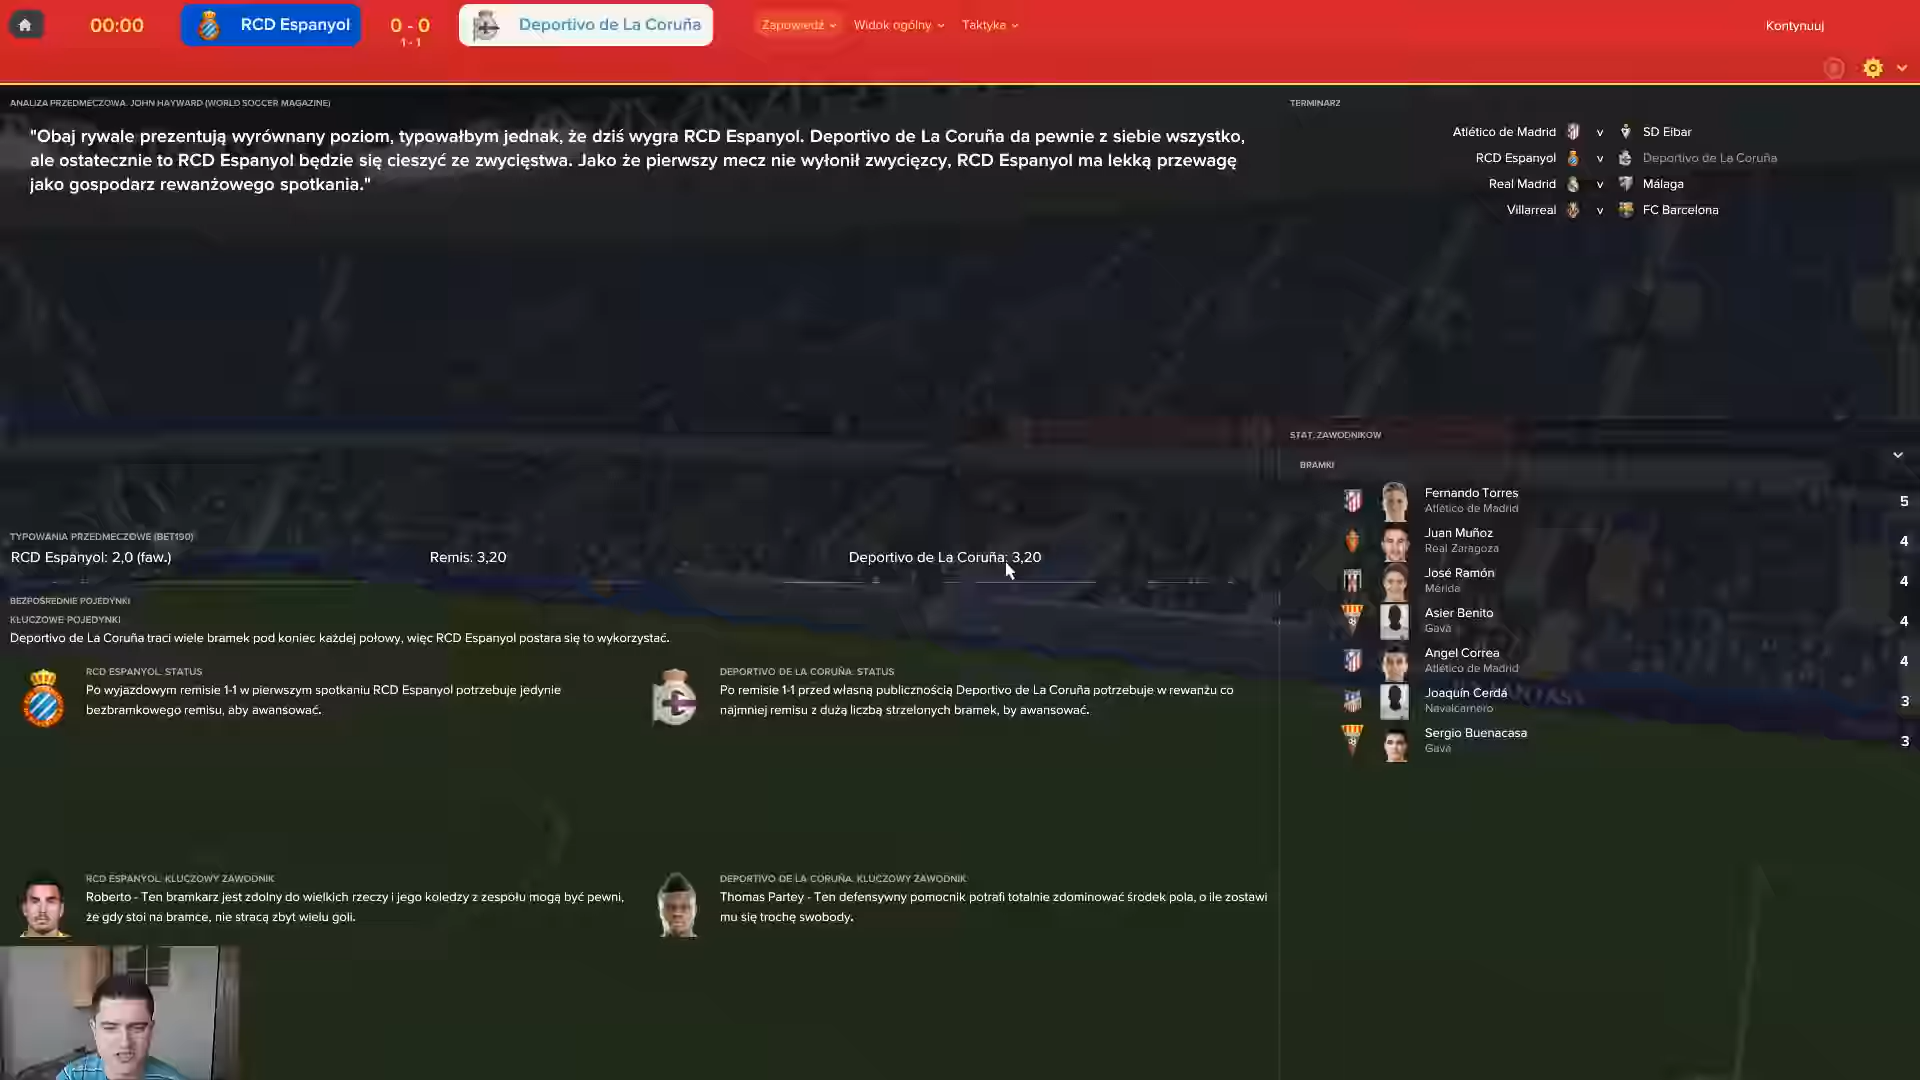 00:00
RCD Espanyol
0 - 0
1 - 1
Deportivo de La Coruña
Zapowiedź
Widok ogólny
Taktyka
Kontynuuj
ANALIZA PRZEDMECZOWA: JOHN HAYWARD (WORLD SOCCER MAGAZINE)
"Obaj rywale prezentują wyrównany poziom, typowałbym jednak, że dziś wygra RCD Espanyol. Deportivo de La Coruña da pewnie z siebie wszystko,
ale ostatecznie to RCD Espanyol będzie się cieszyć ze zwycięstwa. Jako że pierwszy mecz nie wyłonił zwycięzcy, RCD Espanyol ma lekką przewagę
jako gospodarz rewanżowego spotkania."
TERMINARZ
Atlético de Madrid v SD Eibar
RCD Espanyol v Deportivo de La Coruña
Real Madrid v Málaga
Villarreal v FC Barcelona
STAT. ZAWODNIKÓW
BRAMKI
Fernando Torres
Atlético de Madrid
5
Juan Muñoz
Real Zaragoza
4
José Ramón
Mérida
4
Asier Benito
Gavà
4
Ángel Correa
Atlético de Madrid
4
Joaquín Cerdá
Navalcarnero
3
Sergio Buenacasa
Gavà
3
TYPOWANIA PRZEDMECZOWE (BET190)
RCD Espanyol: 2,0 (faw.)
Remis: 3,20
Deportivo de La Coruña: 3,20
BEZPOŚREDNIE POJEDYNKI
KLUCZOWE POJEDYNKI
Deportivo de La Coruña traci wiele bramek pod koniec każdej połowy, więc RCD Espanyol postara się to wykorzystać.
RCD ESPANYOL: STATUS
Po wyjazdowym remisie 1-1 w pierwszym spotkaniu RCD Espanyol potrzebuje jedynie
bezbramkowego remisu, aby awansować.
DEPORTIVO DE LA CORUÑA: STATUS
Po remisie 1-1 przed własną publicznością Deportivo de La Coruña potrzebuje w rewanżu co
najmniej remisu z dużą liczbą strzelonych bramek, by awansować.
RCD ESPANYOL: KLUCZOWY ZAWODNIK
Roberto - Ten bramkarz jest zdolny do wielkich rzeczy i jego koledzy z zespołu mogą być pewni,
że gdy stoi na bramce, nie stracą zbyt wielu goli.
DEPORTIVO DE LA CORUÑA: KLUCZOWY ZAWODNIK
Thomas Partey - Ten defensywny pomocnik potrafi totalnie zdominować środek pola, o ile zostawi
mu się trochę swobody.